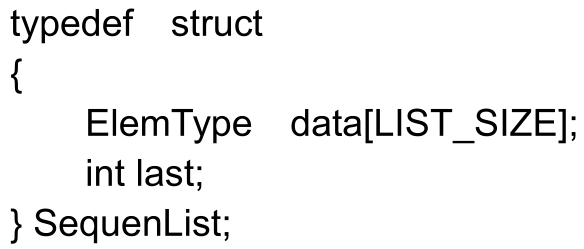 typedef struct
{
ElemType data[LIST_SIZE];
int last;
} SequenList;